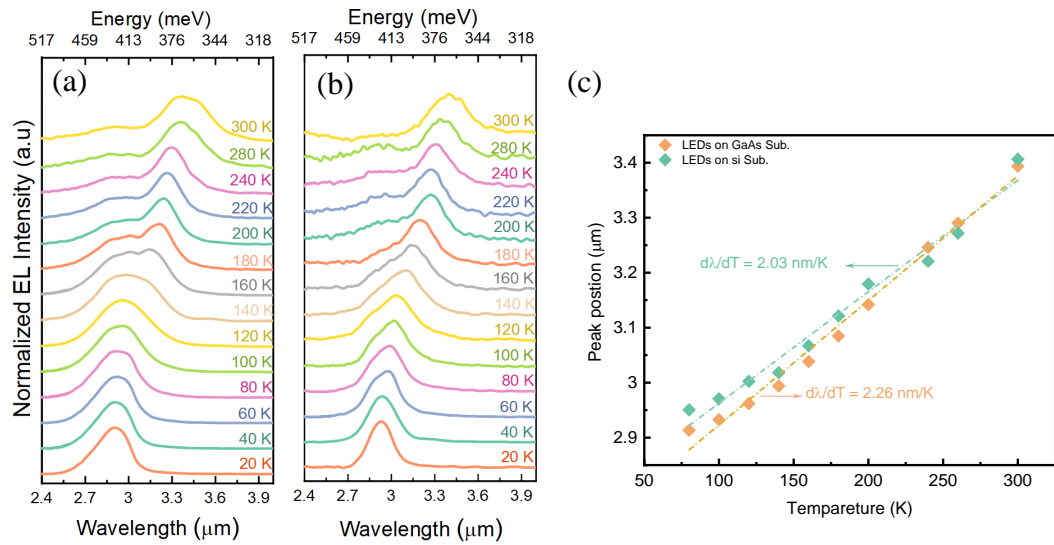 Energy (meV)
517 459 413 376 344 318
(a)
300 K
280 K
240 K
220 K
200 K
180 K
160 K
140 K
120 K
100 K
80 K
60 K
40 K
20 K
2.4 2.7 3 3.3 3.6 3.9
Wavelength (μm)
Normalized EL Intensity (a.u)
Energy (meV)
517 459 413 376 344 318
(b)
300 K
280 K
240 K
220 K
200 K
180 K
160 K
140 K
120 K
100 K
80 K
60 K
40 K
20 K
2.4 2.7 3 3.3 3.6 3.9
Wavelength (μm)
(c)
LEDs on GaAs Sub.
LEDs on si Sub.
3.4
3.3
3.2
3.1
3.0
2.9
Peak postion (μm)
dλ/dT = 2.03 nm/K
dλ/dT = 2.26 nm/K
50 100 150 200 250 300
Tempareture (K)